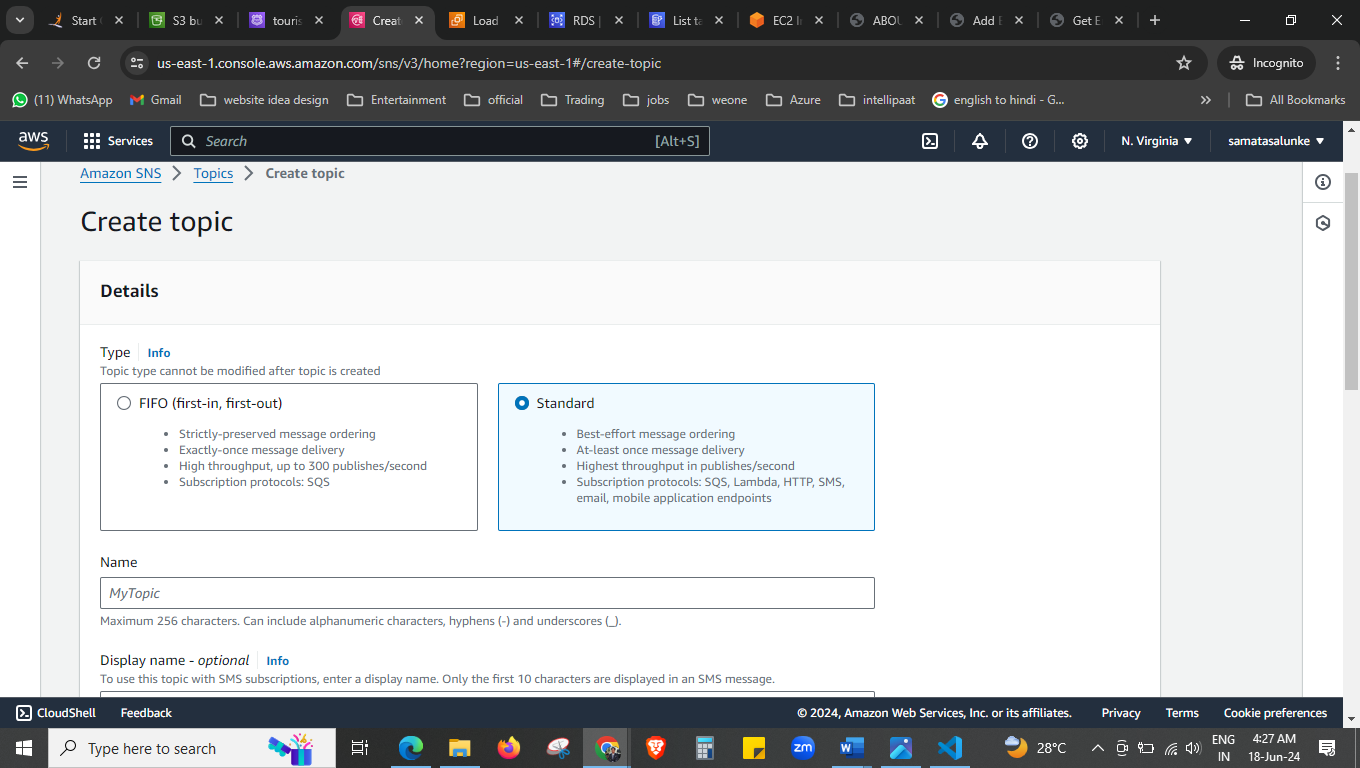 Start
S3 bu
touris
Creat
Load
RDS |
List ta
EC2 In
ABOU
Add E
Get E
us-east-1.console.aws.amazon.com/sns/v3/home?region=us-east-1#/create-topic
Incognito
(11) WhatsApp
Gmail
website idea design
Entertainment
official
Trading
jobs
weone
Azure
intellipaat
english to hindi - G...
All Bookmarks
aws
Services
Search
[Alt+S]
N. Virginia
samatasalunke
Amazon SNS
Topics
Create topic
Create topic
Details
Type
Info
Topic type cannot be modified after topic is created
FIFO (first-in, first-out)
Strictly-preserved message ordering
Exactly-once message delivery
High throughput, up to 300 publishes/second
Subscription protocols: SQS
Standard
Best-effort message ordering
At-least once message delivery
Highest throughput in publishes/second
Subscription protocols: SQS, Lambda, HTTP, SMS,
email, mobile application endpoints
Name
MyTopic
Maximum 256 characters. Can include alphanumeric characters, hyphens (-) and underscores (_).
Display name - optional
Info
To use this topic with SMS subscriptions, enter a display name. Only the first 10 characters are displayed in an SMS message.
CloudShell
Feedback
© 2024, Amazon Web Services, Inc. or its affiliates.
Privacy
Terms
Cookie preferences
Type here to search
zm
28°C
ENG
IN
4:27 AM
18-Jun-24